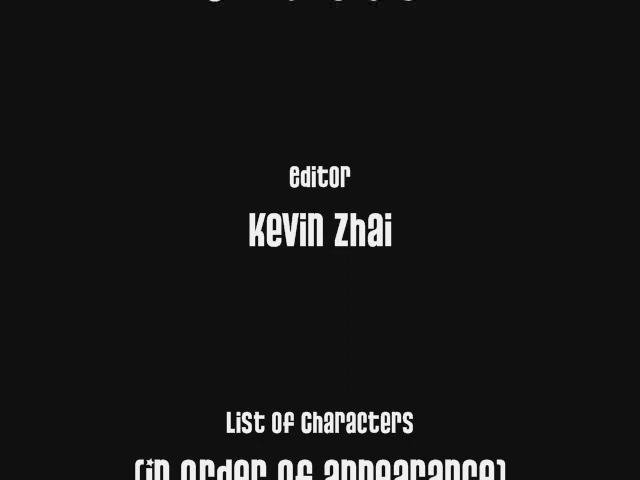 editor
Kevin Zhai
List of Characters
(in order of appearance)